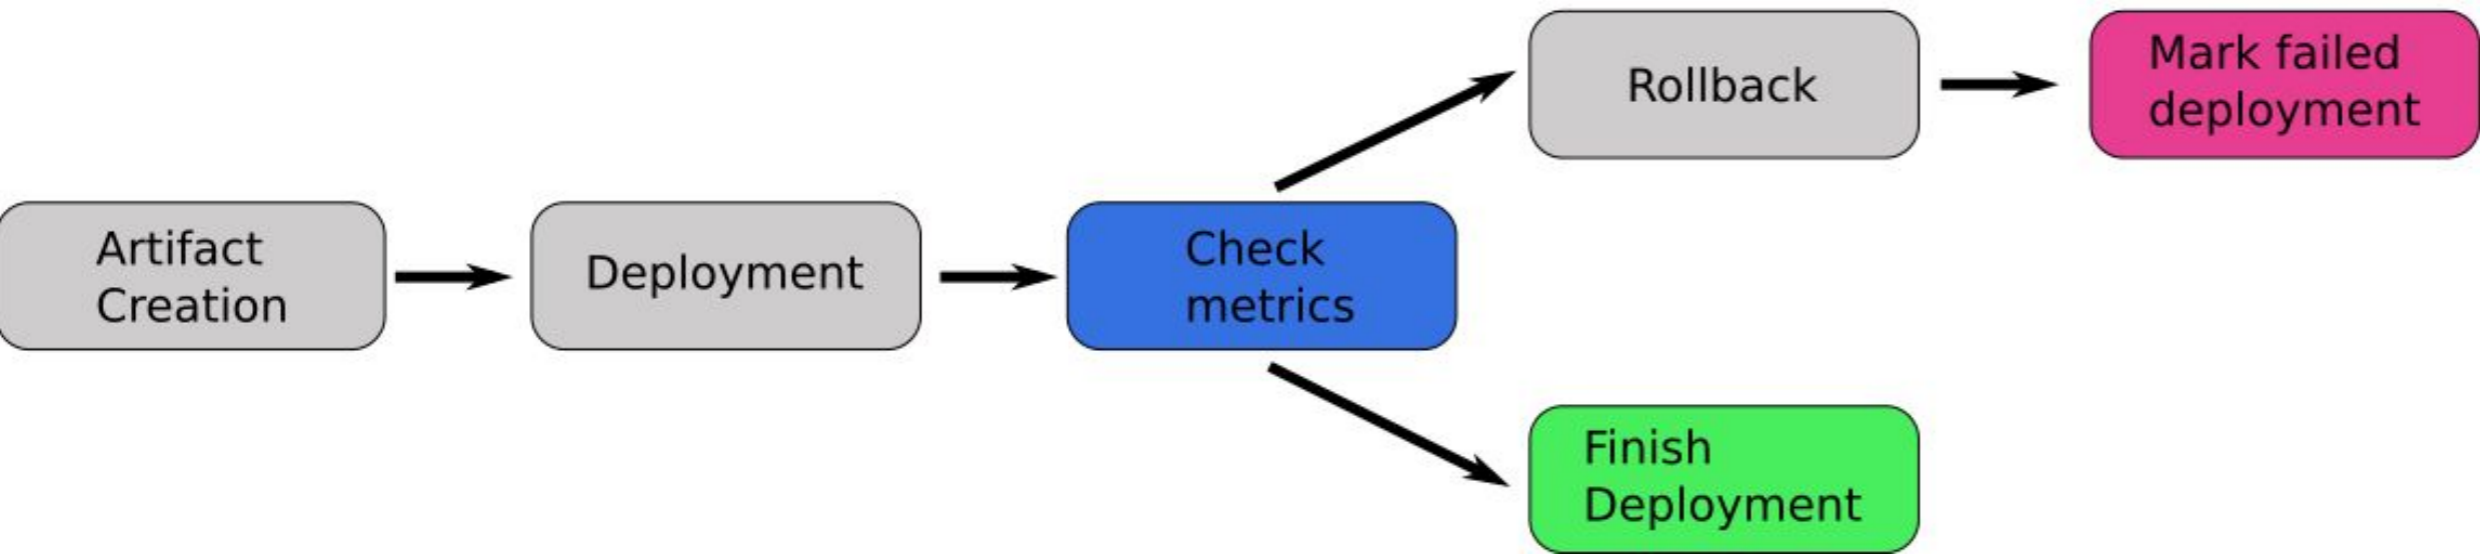 Artifact
Creation
Deployment
Check
metrics
Rollback
Mark failed
deployment
Finish
Deployment